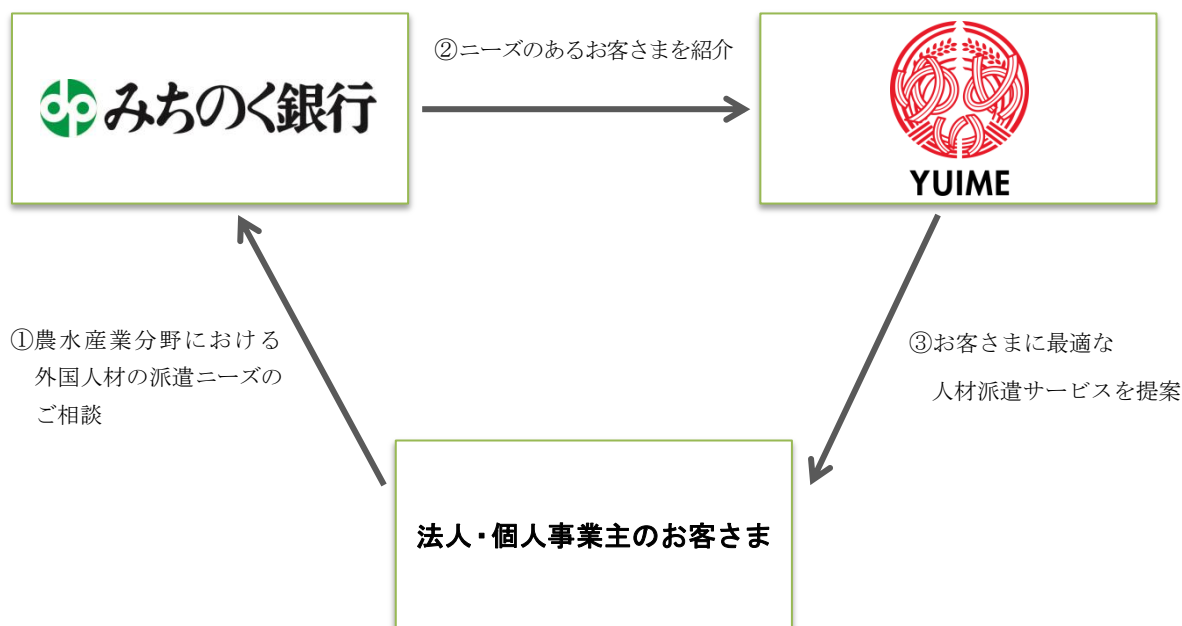 ②ニーズのあるお客さまを紹介
みちのく銀行
ゆいめ
YUIME
①農水産業分野における
外国人材の派遣ニーズの
ご相談
③お客さまに最適な
人材派遣サービスを提案
法人・個人事業主のお客さま